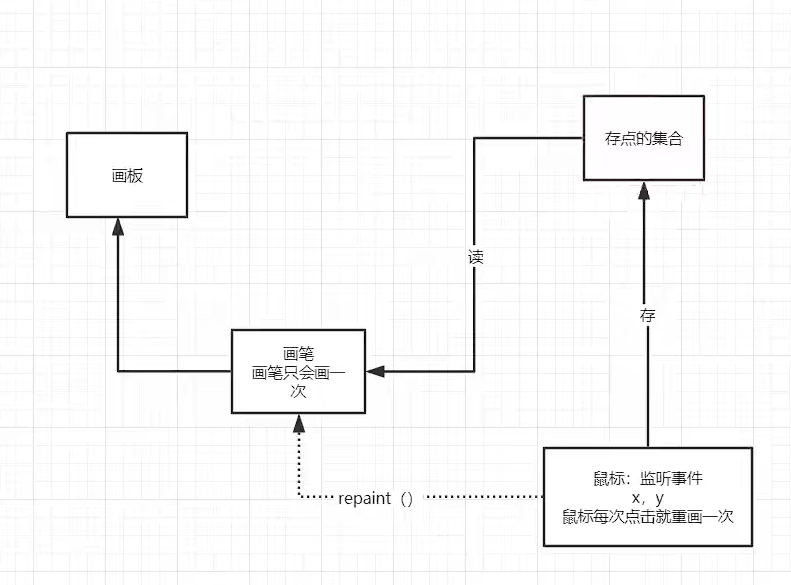 存点的集合
画板
读
存
画笔
画笔只会画一
次
鼠标：监听事件
x，y
鼠标每次点击就重画一次
repaint（）